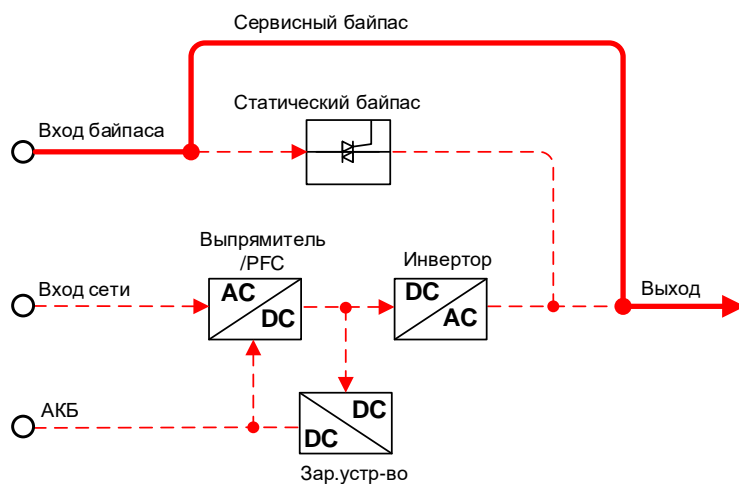 Сервисный байпас
Статический байпас
Вход байпаса
Выпрямитель
/PFC
Инвертор
Вход сети
AC
DC
DC
AC
Выход
АКБ
DC
DC
Зар.устр-во